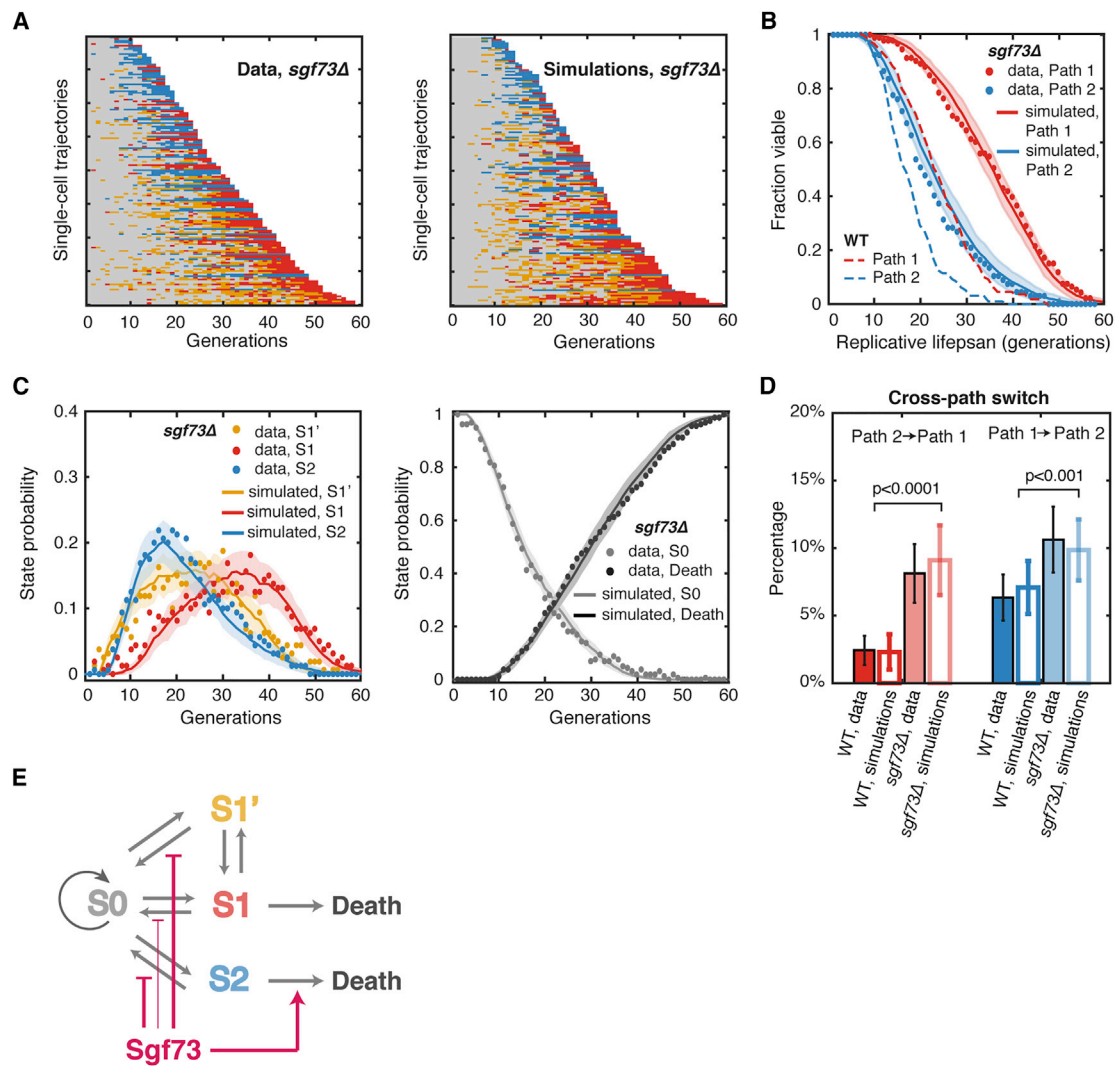 A
Data, sgf73Δ
Single-cell trajectories
0 10 20 30 40 50 60
Generations
Simulations, sgf73Δ
Single-cell trajectories
0 10 20 30 40 50 60
Generations
B
1
0.8
0.6
0.4
0.2
0
Fraction viable
sgf73Δ
data, Path 1
data, Path 2
simulated,
Path 1
simulated,
Path 2
WT
Path 1
Path 2
0 10 20 30 40 50 60
Replicative lifepsan (generations)
C
0.4
0.3
0.2
0.1
0
State probability
sgf73Δ
data, S1'
data, S1
data, S2
simulated, S1'
simulated, S1
simulated, S2
0 10 20 30 40 50 60
Generations
1
0.8
0.6
0.4
0.2
0
State probability
sgf73Δ
data, S0
data, Death
simulated, S0
simulated, Death
0 10 20 30 40 50 60
Generations
D
Cross-path switch
20%
15%
10%
5%
0%
Percentage
Path 2→Path 1
Path 1→Path 2
p<0.0001
p<0.001
WT, data
WT, simulations
sgf73Δ, data
sgf73Δ, simulations
WT, data
WT, simulations
sgf73Δ, data
sgf73Δ, simulations
E
S1'
S0
S1
Death
S2
Death
Sgf73